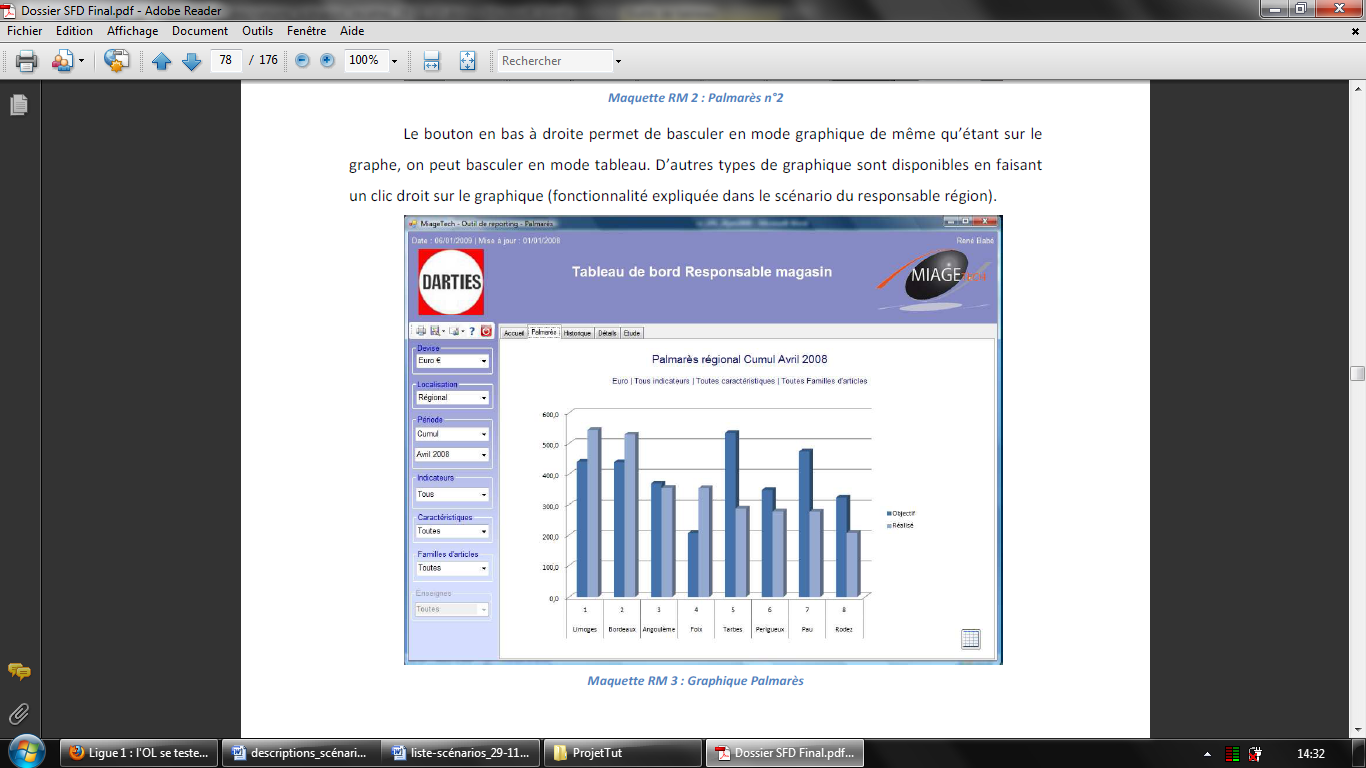 Dossier SFD Final.pdf - Adobe Reader
Fichier Edition Affichage Document Outils Fenêtre Aide
78 / 176 100% Rechercher
Maquette RM 2 : Palmarès n°2
Le bouton en bas à droite permet de basculer en mode graphique de même qu’étant sur le
graphe, on peut basculer en mode tableau. D’autres types de graphique sont disponibles en faisant
un clic droit sur le graphique (fonctionnalité expliquée dans le scénario du responsable région).
MiageTech - Outil de reporting - Palmarès
Date : 06/01/2009 | Mise à jour : 01/01/2008
René Babé
DARTIES
Tableau de bord Responsable magasin
MIAGETECH
Accueil Palmarès Historique Détails Etude
Devise
Euro €
Localisation
Régional
Période
Cumul
Avril 2008
Indicateurs
Tous
Caractéristiques
Toutes
Familles d'articles
Toutes
Enseignes
Toutes
Palmarès régional Cumul Avril 2008
Euro | Tous indicateurs | Toutes caractéristiques | Toutes Familles d'articles
600,0
500,0
400,0
300,0
200,0
100,0
0,0
1 2 3 4 5 6 7 8
Limoges Bordeaux Angoulème Foix Tarbes Perigueux Pau Rodez
Objectif
Réalisé
Maquette RM 3 : Graphique Palmarès
Ligue 1 : l'OL se teste... descriptions_scénari... liste-scénarios_29-11... ProjetTut Dossier SFD Final.pdf... 14:32